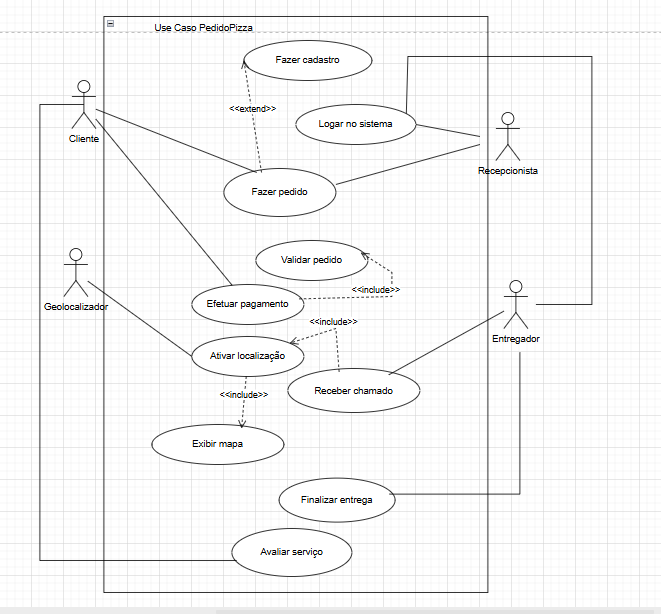 Use Caso PedidoPizza
Fazer cadastro
<<extend>>
Logar no sistema
Cliente
Recepcionista
Fazer pedido
Validar pedido
<<include>>
Geolocalizador
Efetuar pagamento
<<include>>
Entregador
Ativar localização
Receber chamado
<<include>>
Exibir mapa
Finalizar entrega
Avaliar serviço